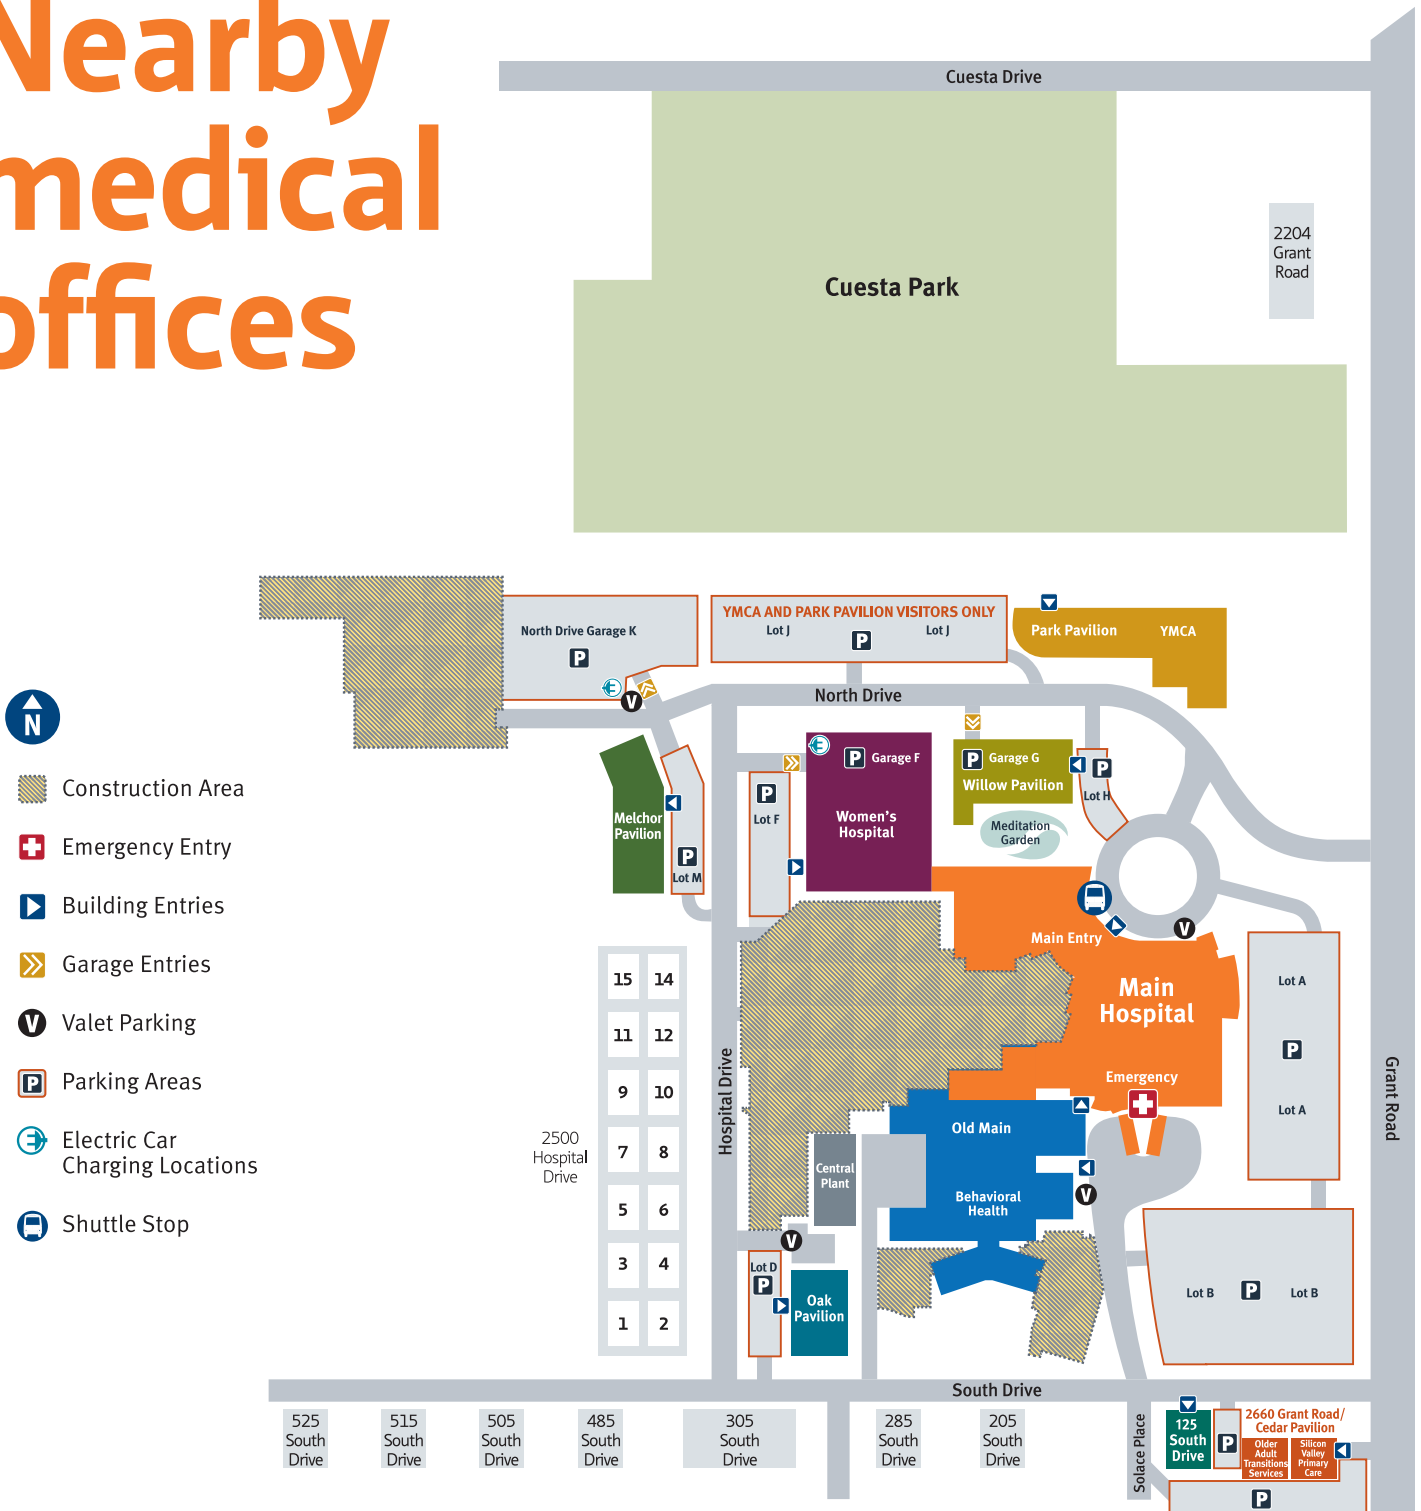 Nearby
medical
offices
Cuesta Drive
2204
Grant
Road
Cuesta Park
North Drive Garage K
P
YMCA AND PARK PAVILION VISITORS ONLY
Lot J
Lot J
P
Park Pavilion
YMCA
V
North Drive
N
Construction Area
Emergency Entry
Building Entries
Garage Entries
V
Valet Parking
P
Parking Areas
Electric Car
Charging Locations
Shuttle Stop
Melchor
Pavilion
P
Lot M
P
Lot F
P
Garage F
Women's
Hospital
P
Garage G
Willow Pavilion
P
Lot H
Meditation
Garden
Main Entry
V
Main
Hospital
Emergency
Lot A
P
Lot A
Grant Road
15
14
11
12
9
10
7
8
5
6
3
4
1
2
2500
Hospital
Drive
Hospital Drive
Central
Plant
Old Main
Behavioral
Health
V
V
Lot D
P
Oak
Pavilion
Lot B
P
Lot B
South Drive
525
South
Drive
515
South
Drive
505
South
Drive
485
South
Drive
305
South
Drive
285
South
Drive
205
South
Drive
Solace Place
125
South
Drive
P
2660 Grant Road/
Cedar Pavilion
Older
Adult
Transitions
Services
Silicon
Valley
Primary
Care
P